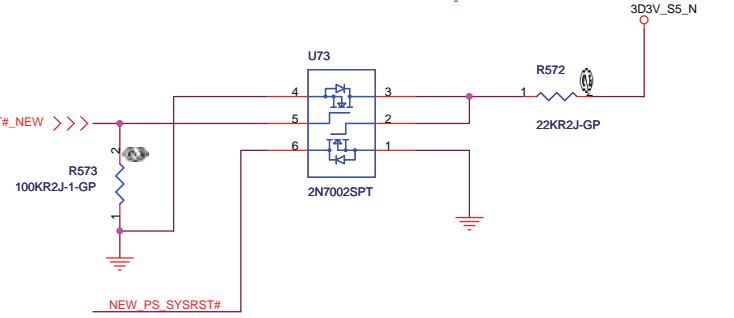 3D3V_S5_N
U73
R572
4
3
1
2
#_NEW
5
2
22KR2J-GP
2
6
1
R573
100KR2J-1-GP
2N7002SPT
1
NEW_PS_SYSRST#